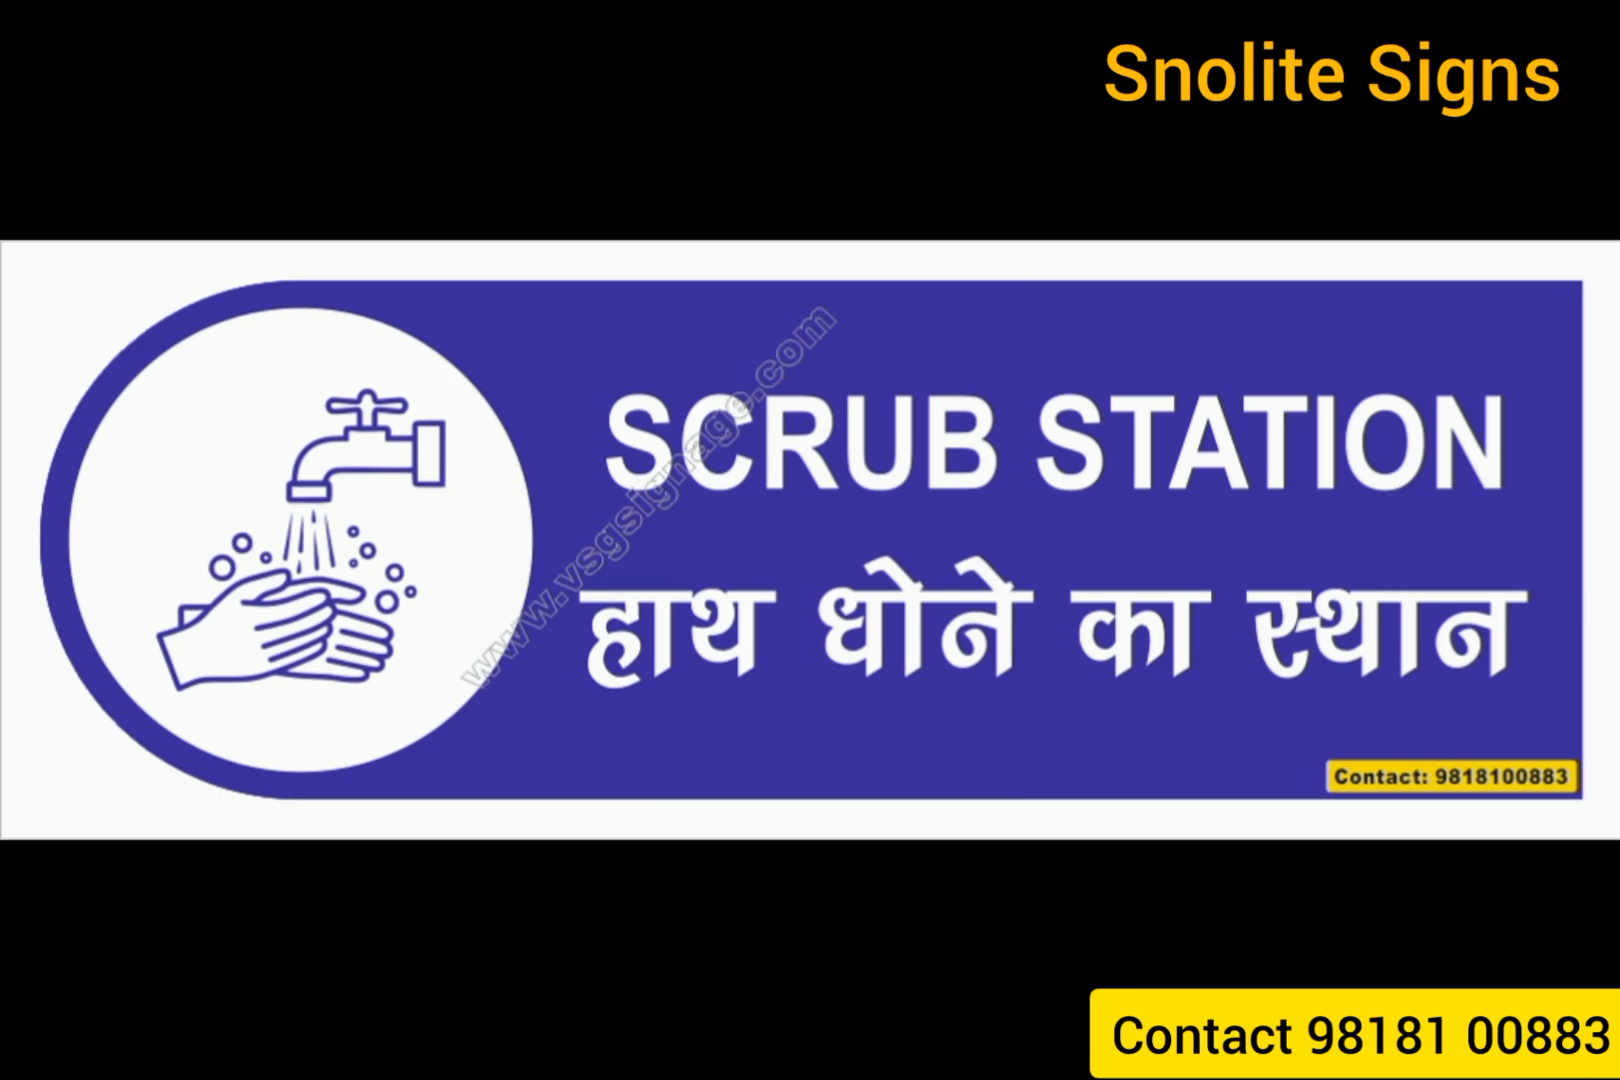 Snolite Signs
SCRUB STATION
हाथ धोने का स्थान
www.vsgsignage.com
Contact: 9818100883
Contact 98181 00883